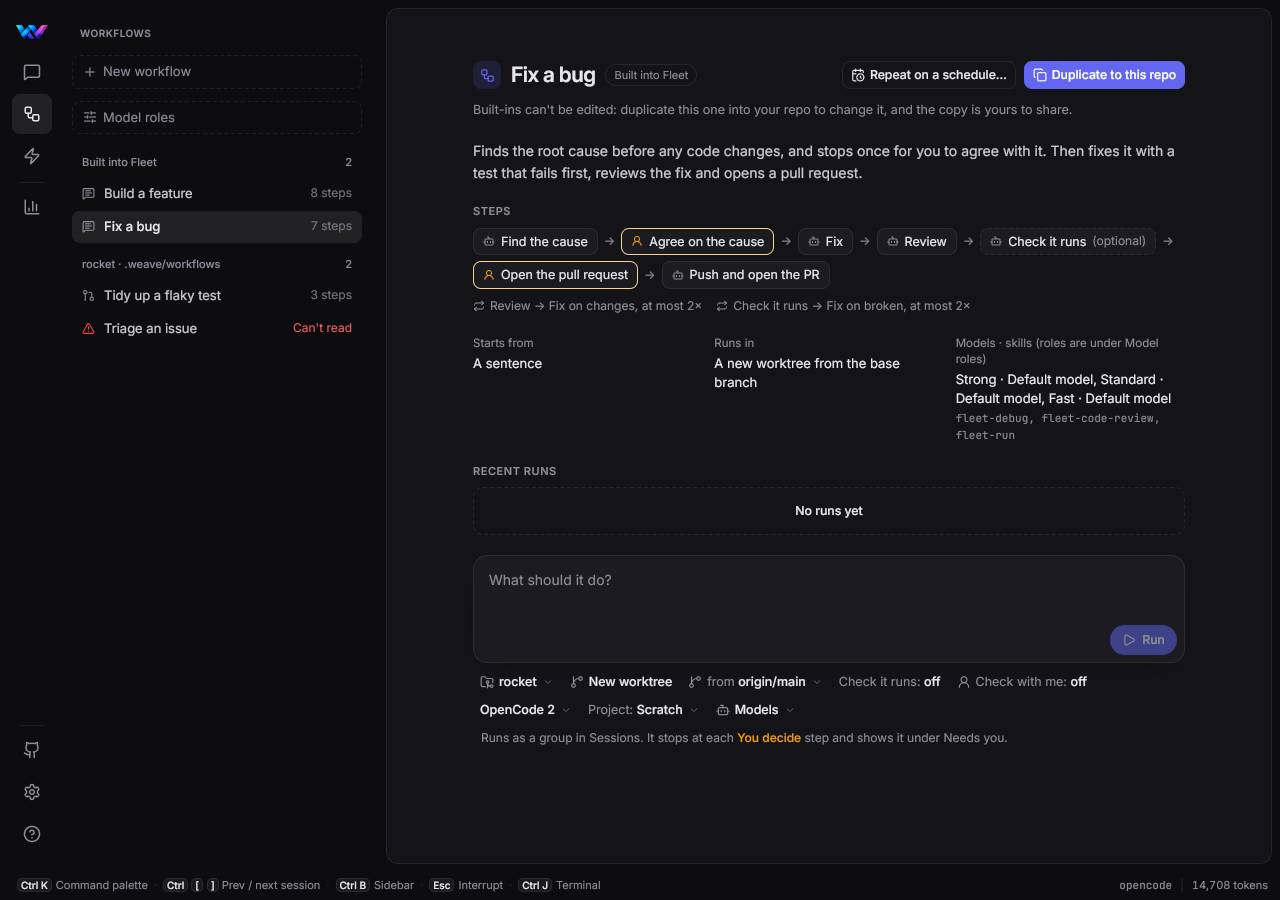 WORKFLOWS
New workflow
Model roles
Built into Fleet 2
Build a feature 8 steps
Fix a bug 7 steps
rocket · .weave/workflows 2
Tidy up a flaky test 3 steps
Triage an issue Can't read
Fix a bug Built into Fleet Repeat on a schedule... Duplicate to this repo
Built-ins can't be edited: duplicate this one into your repo to change it, and the copy is yours to share.
Finds the root cause before any code changes, and stops once for you to agree with it. Then fixes it with a
test that fails first, reviews the fix and opens a pull request.
STEPS
Find the cause → Agree on the cause → Fix → Review → Check it runs (optional) →
Open the pull request → Push and open the PR
Review → Fix on changes, at most 2× Check it runs → Fix on broken, at most 2×
Starts from
A sentence
Runs in
A new worktree from the base
branch
Models · skills (roles are under Model
roles)
Strong · Default model, Standard ·
Default model, Fast · Default model
fleet-debug, fleet-code-review,
fleet-run
RECENT RUNS
No runs yet
What should it do?
Run
rocket New worktree from origin/main Check it runs: off Check with me: off
OpenCode 2 Project: Scratch Models
Runs as a group in Sessions. It stops at each You decide step and shows it under Needs you.
Ctrl K Command palette · Ctrl [ ] Prev / next session · Ctrl B Sidebar · Esc Interrupt · Ctrl J Terminal
opencode 14,708 tokens